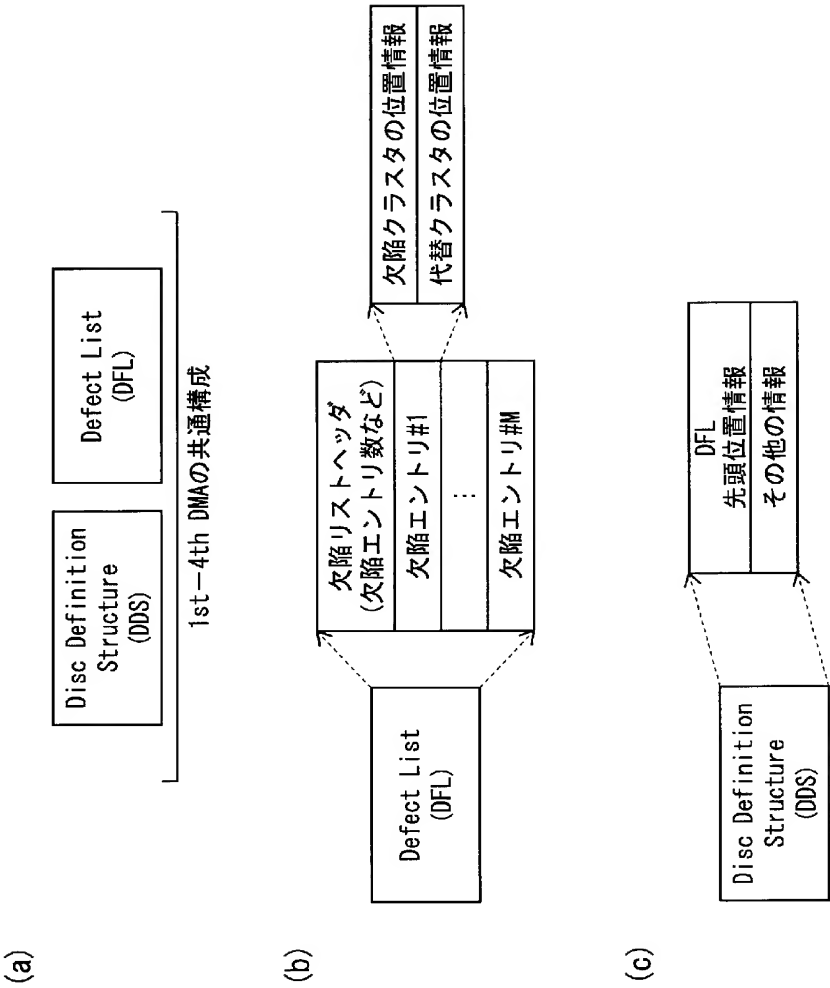 (a)
Disc Definition
Structure
(DDS)
Defect List
(DFL)
1st−4th DMAの共通構成
(b)
Defect List
(DFL)
欠陥リストヘッダ
(欠陥エントリ数など)
欠陥エントリ#1
⋮
欠陥エントリ#M
欠陥クラスタの位置情報
代替クラスタの位置情報
(c)
Disc Definition
Structure
(DDS)
DFL
先頭位置情報
その他の情報